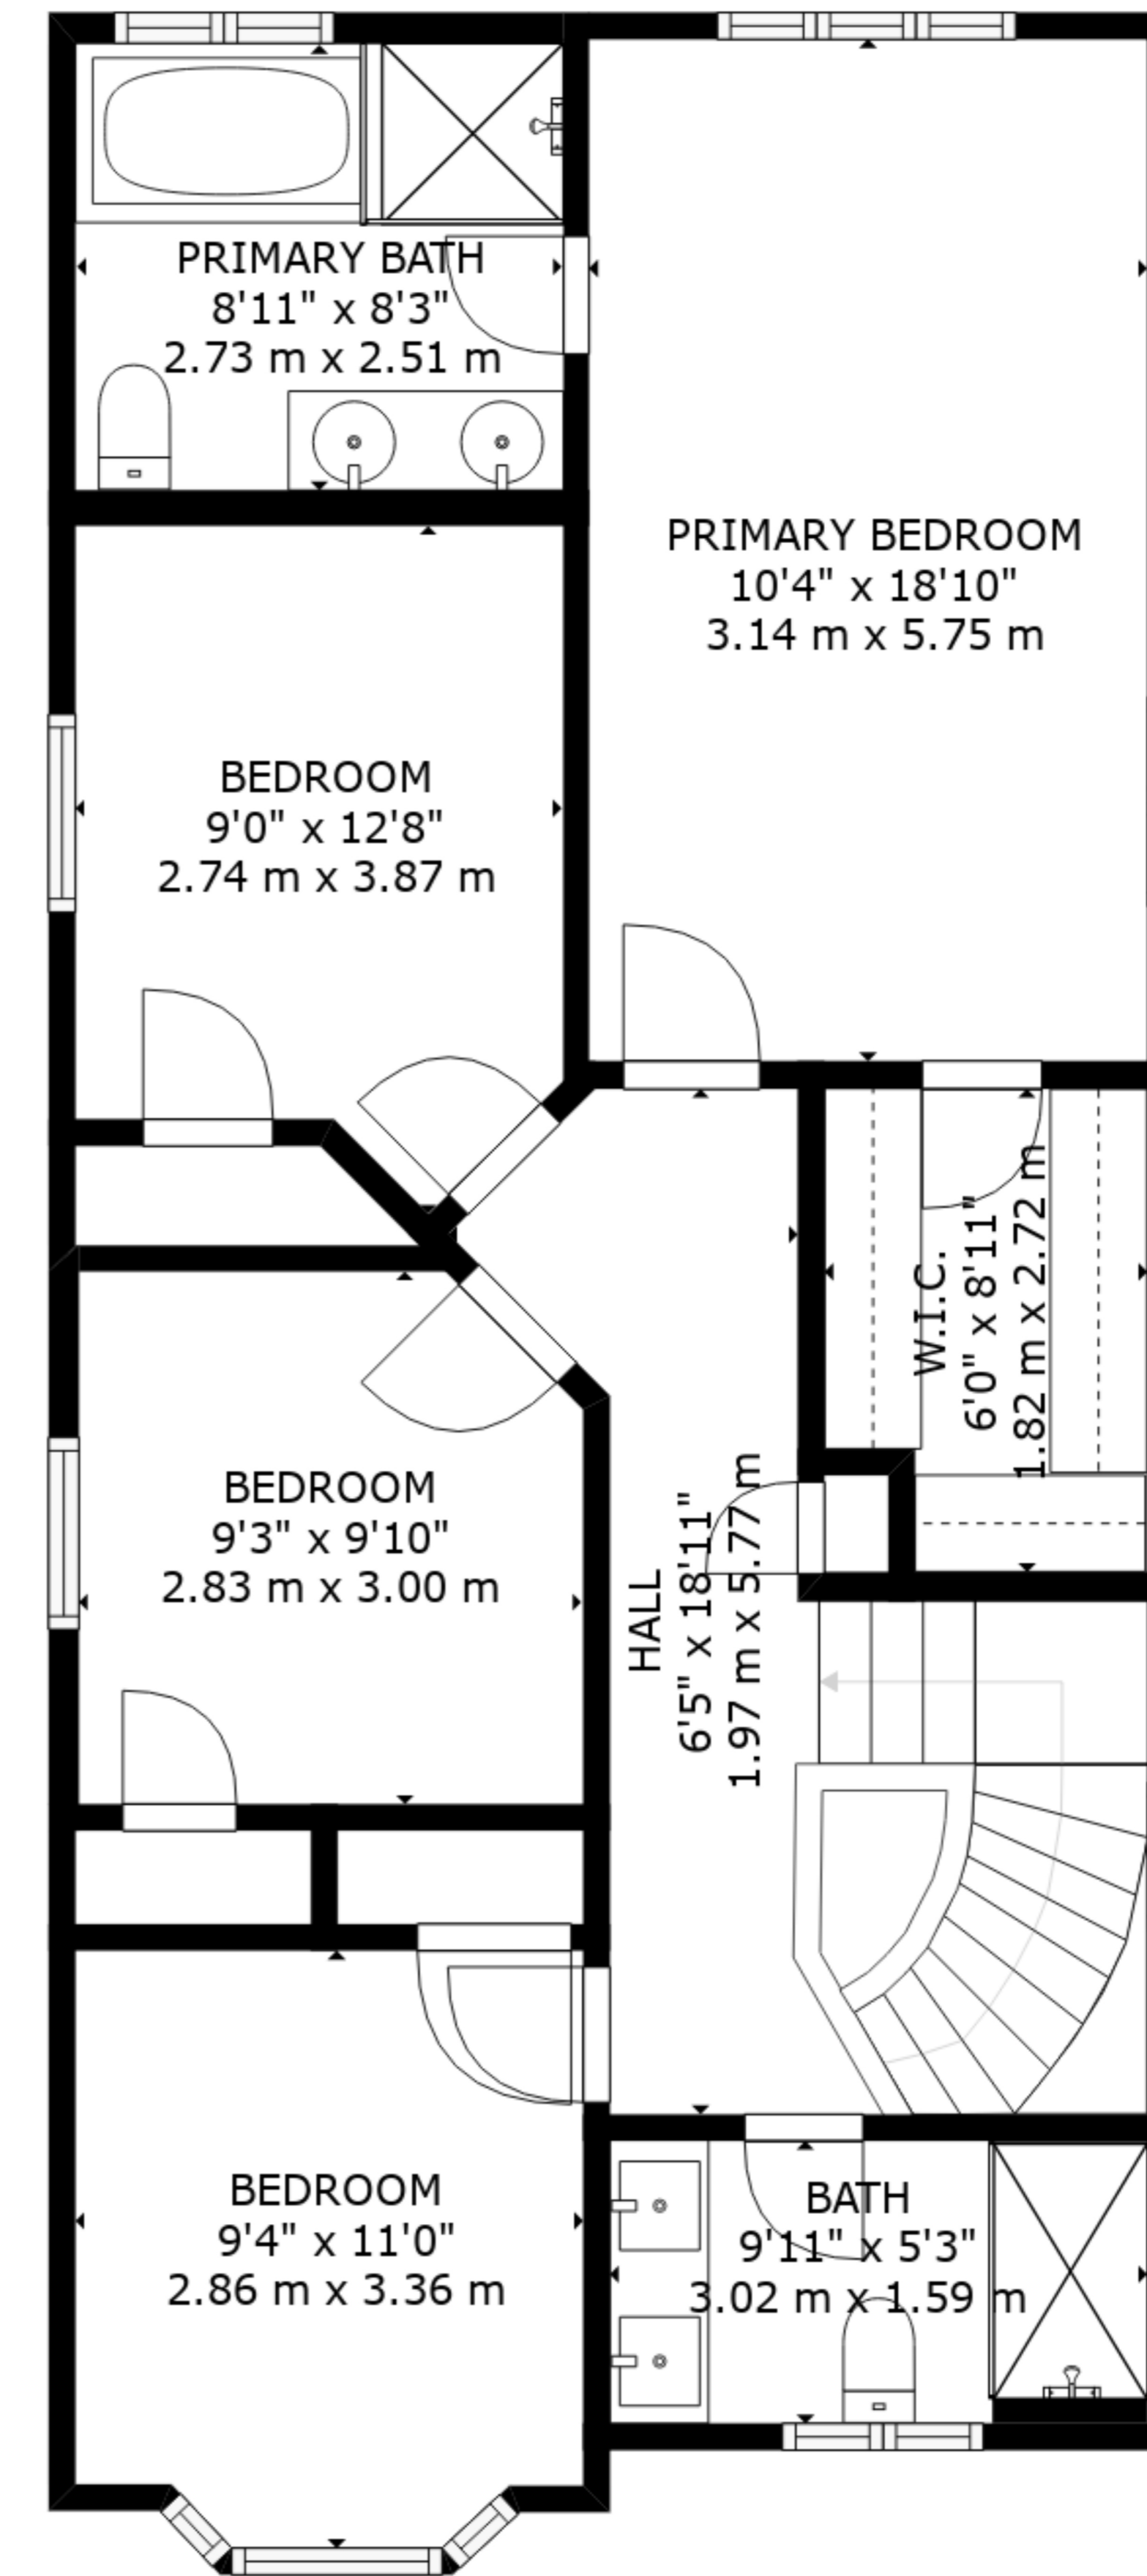 PRIMARY BATH
8'11" x 8'3"
2.73 m x 2.51 m
PRIMARY BEDROOM
10'4" x 18'10"
3.14 m x 5.75 m
BEDROOM
9'0" x 12'8"
2.74 m x 3.87 m
W.I.C.
6'0" x 8'11"
1.82 m x 2.72 m
BEDROOM
9'3" x 9'10"
2.83 m x 3.00 m
HALL
6'5" x 18'11"
1.97 m x 5.77 m
BEDROOM
9'4" x 11'0"
2.86 m x 3.36 m
BATH
9'11" x 5'3"
3.02 m x 1.59 m